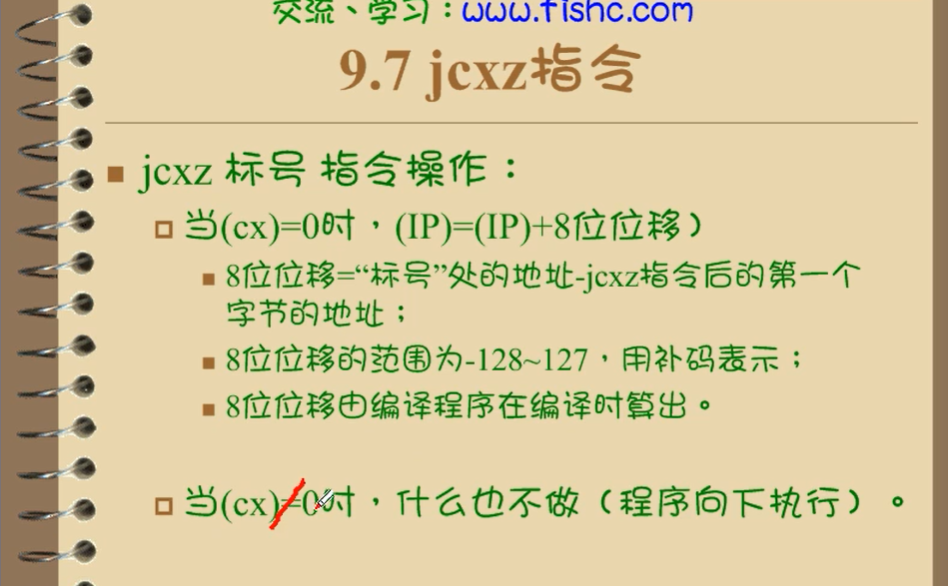 交流、学习：www.fishc.com
9.7 jcxz指令
jcxz 标号 指令操作：
当(cx)=0时，(IP)=(IP)+8位位移）
8位位移=“标号”处的地址-jcxz指令后的第一个
字节的地址；
8位位移的范围为-128~127，用补码表示；
8位位移由编译程序在编译时算出。
当(cx)≠0时，什么也不做（程序向下执行）。